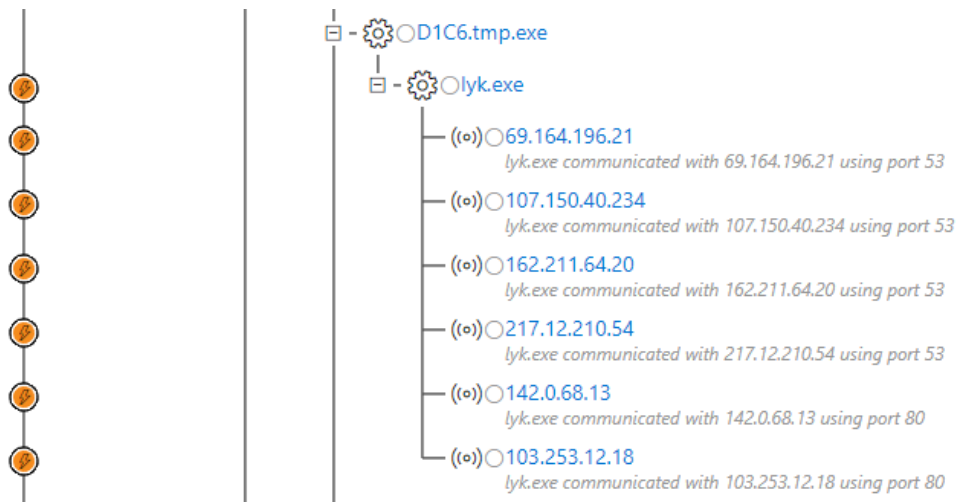 D1C6.tmp.exe
lyk.exe
69.164.196.21
lyk.exe communicated with 69.164.196.21 using port 53
107.150.40.234
lyk.exe communicated with 107.150.40.234 using port 53
162.211.64.20
lyk.exe communicated with 162.211.64.20 using port 53
217.12.210.54
lyk.exe communicated with 217.12.210.54 using port 53
142.0.68.13
lyk.exe communicated with 142.0.68.13 using port 80
103.253.12.18
lyk.exe communicated with 103.253.12.18 using port 80